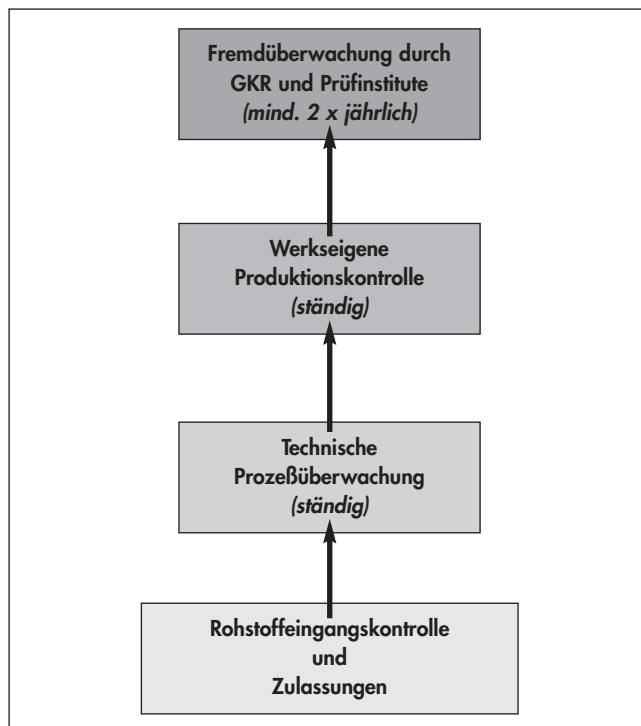 Fremdüberwachung durch
GKR und Prüfinstitute
(mind. 2 x jährlich)
Werkseigene
Produktionskontrolle
(ständig)
Technische
Prozeßüberwachung
(ständig)
Rohstoffeingangskontrolle
und
Zulassungen